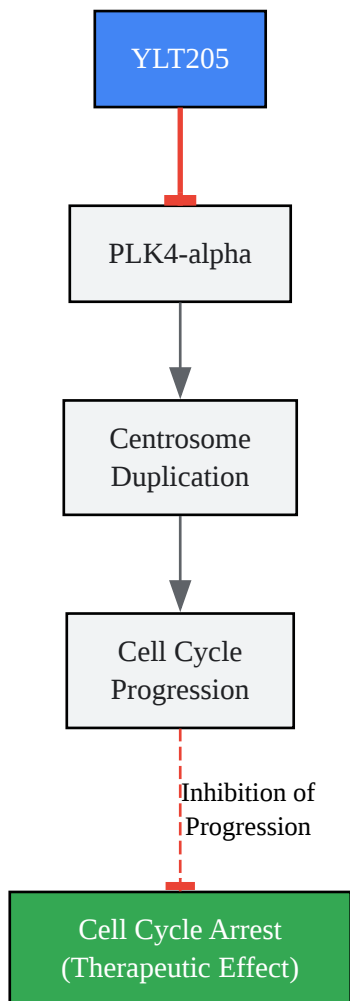 YLT205
PLK4-alpha
Centrosome
Duplication
Cell Cycle
Progression
Inhibition of
Progression
Cell Cycle Arrest
(Therapeutic Effect)